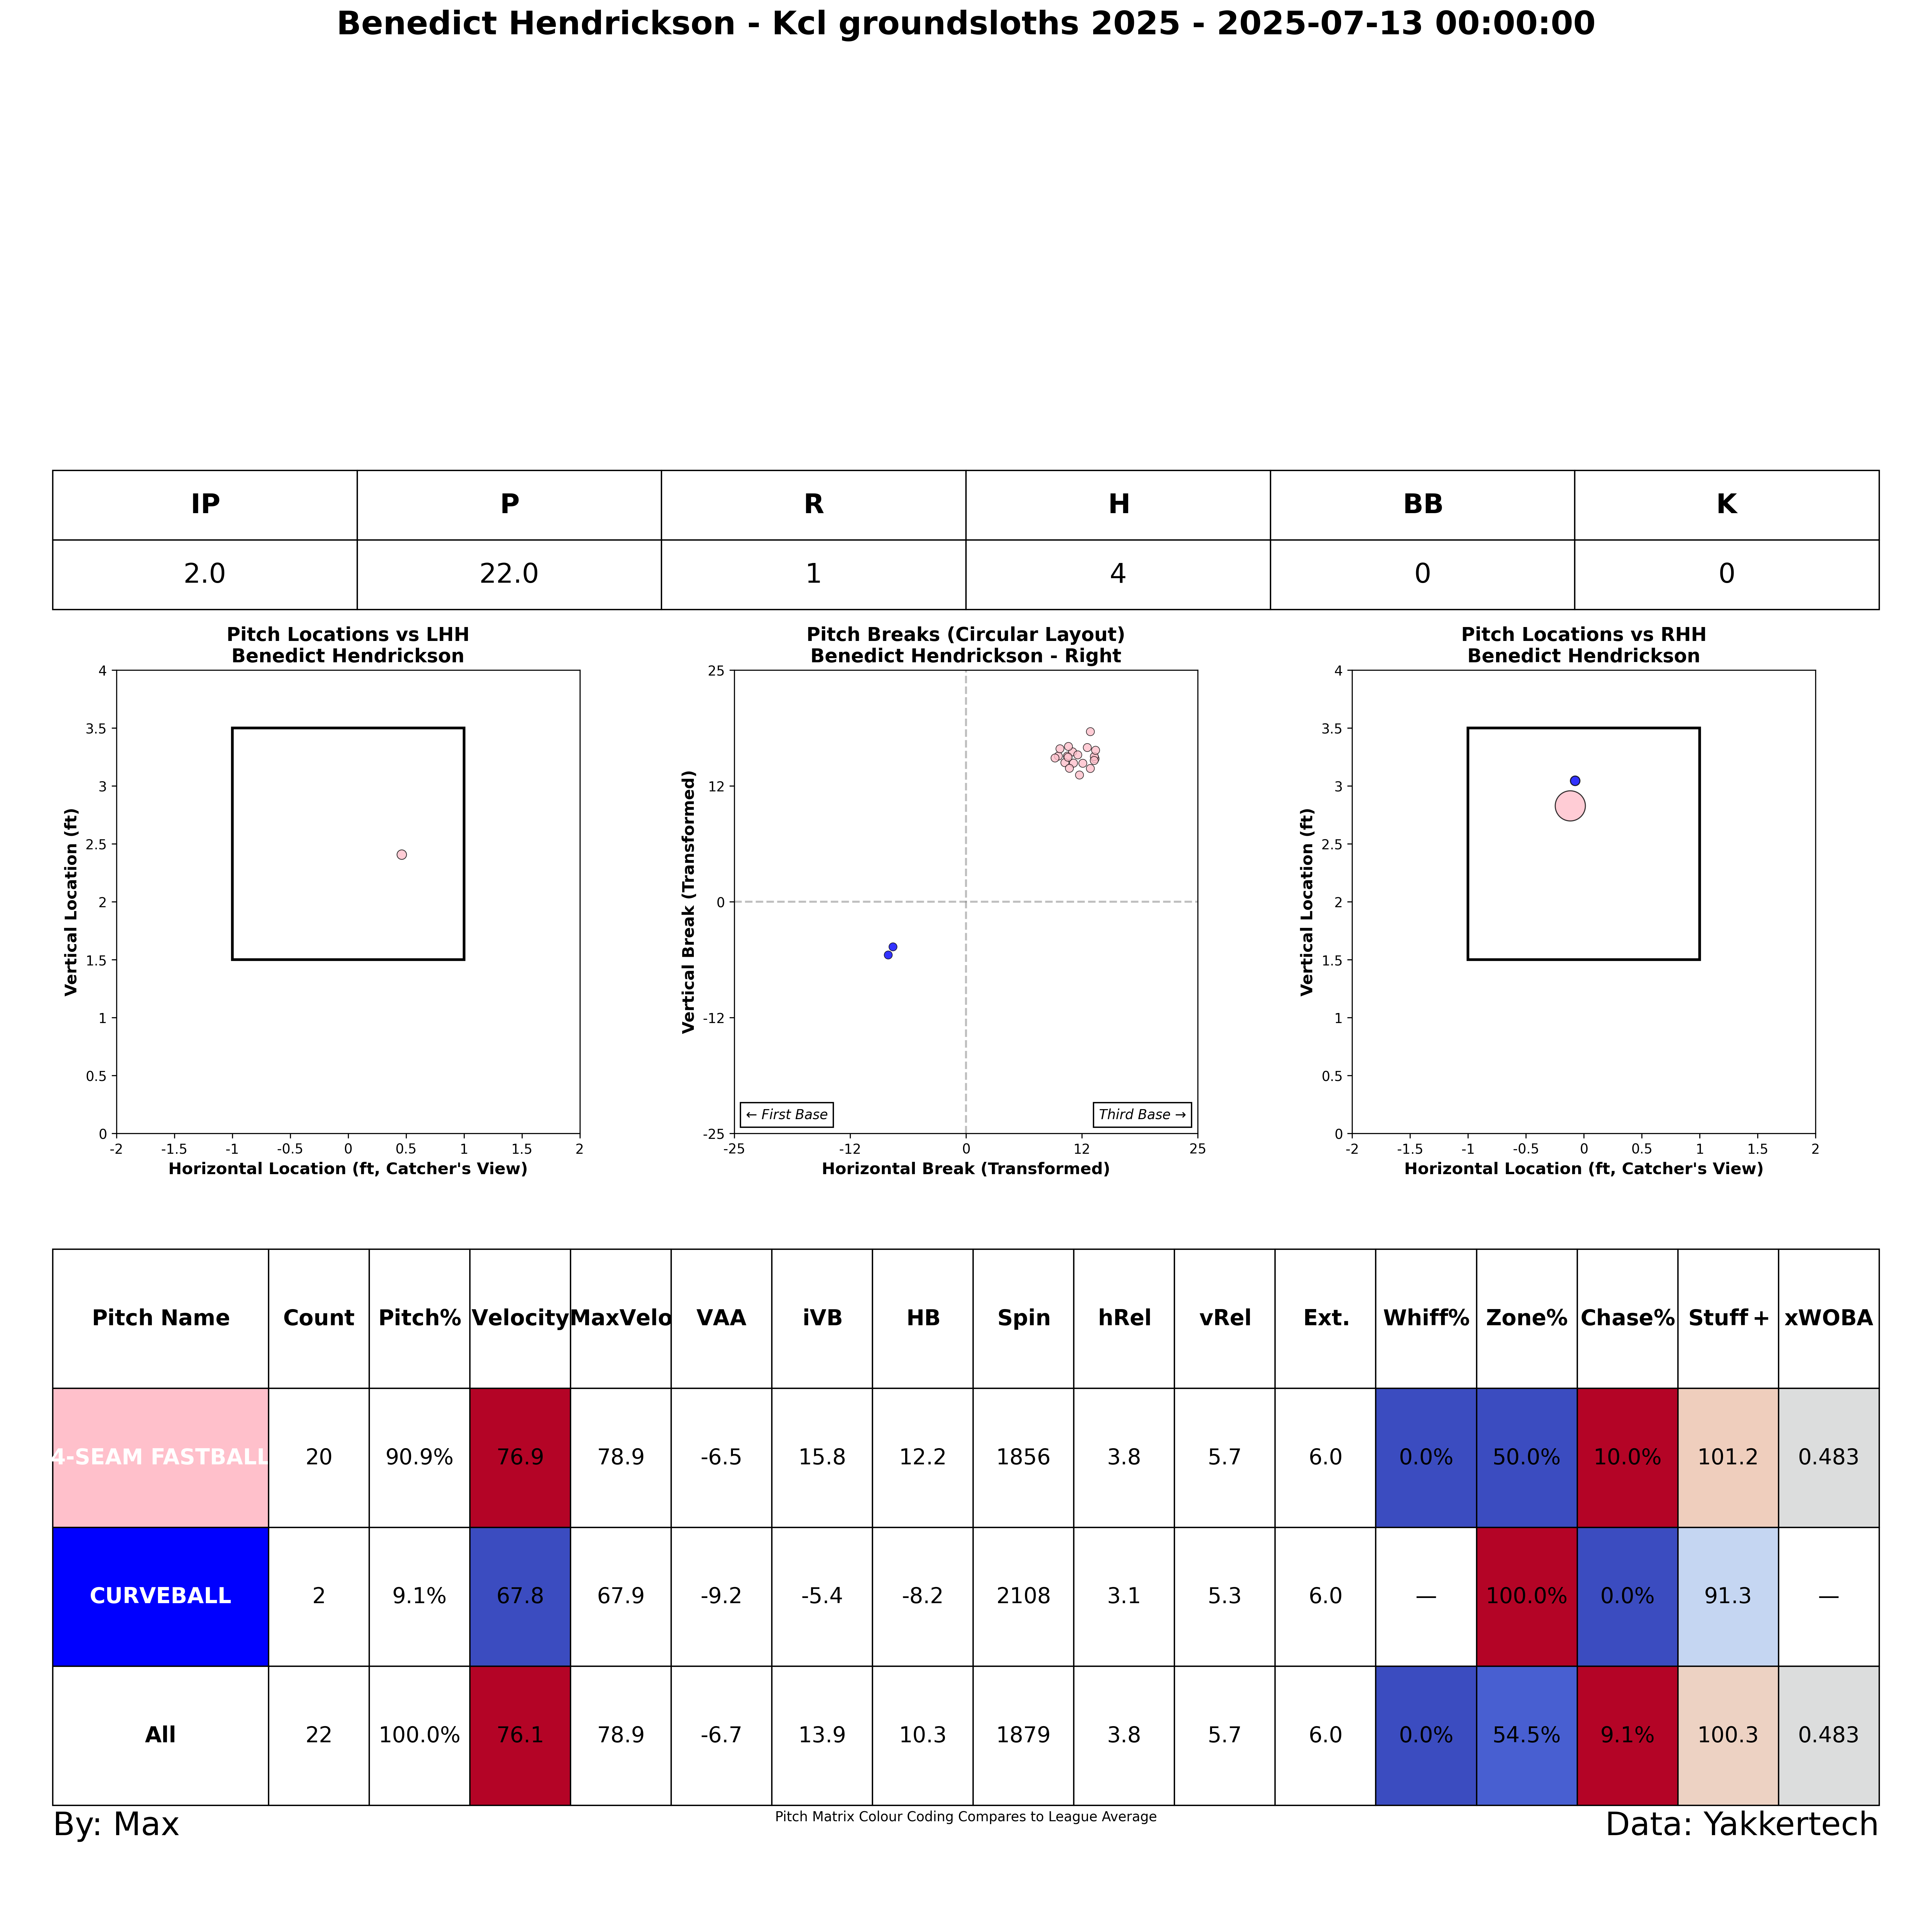 Benedict Hendrickson - Kcl groundsloths 2025 - 2025-07-13 00:00:00
IP P R H BB K
2.0 22.0 1 4 0 0
Pitch Locations vs LHH
Benedict Hendrickson
4
3.5
3
2.5
2
1.5
1
0.5
0
-2 -1.5 -1 -0.5 0 0.5 1 1.5 2
Vertical Location (ft)
Horizontal Location (ft, Catcher's View)
Pitch Breaks (Circular Layout)
Benedict Hendrickson - Right
25
12
0
-12
-25
-25 -12 0 12 25
Vertical Break (Transformed)
← First Base
Third Base →
Horizontal Break (Transformed)
Pitch Locations vs RHH
Benedict Hendrickson
4
3.5
3
2.5
2
1.5
1
0.5
0
-2 -1.5 -1 -0.5 0 0.5 1 1.5 2
Vertical Location (ft)
Horizontal Location (ft, Catcher's View)
Pitch Name Count Pitch% Velocity MaxVelo VAA iVB HB Spin hRel vRel Ext. Whiff% Zone% Chase% Stuff+ xWOBA
4-SEAM FASTBALL 20 90.9% 76.9 78.9 -6.5 15.8 12.2 1856 3.8 5.7 6.0 0.0% 50.0% 10.0% 101.2 0.483
CURVEBALL 2 9.1% 67.8 67.9 -9.2 -5.4 -8.2 2108 3.1 5.3 6.0 — 100.0% 0.0% 91.3 —
All 22 100.0% 76.1 78.9 -6.7 13.9 10.3 1879 3.8 5.7 6.0 0.0% 54.5% 9.1% 100.3 0.483
By: Max
Pitch Matrix Colour Coding Compares to League Average
Data: Yakkertech